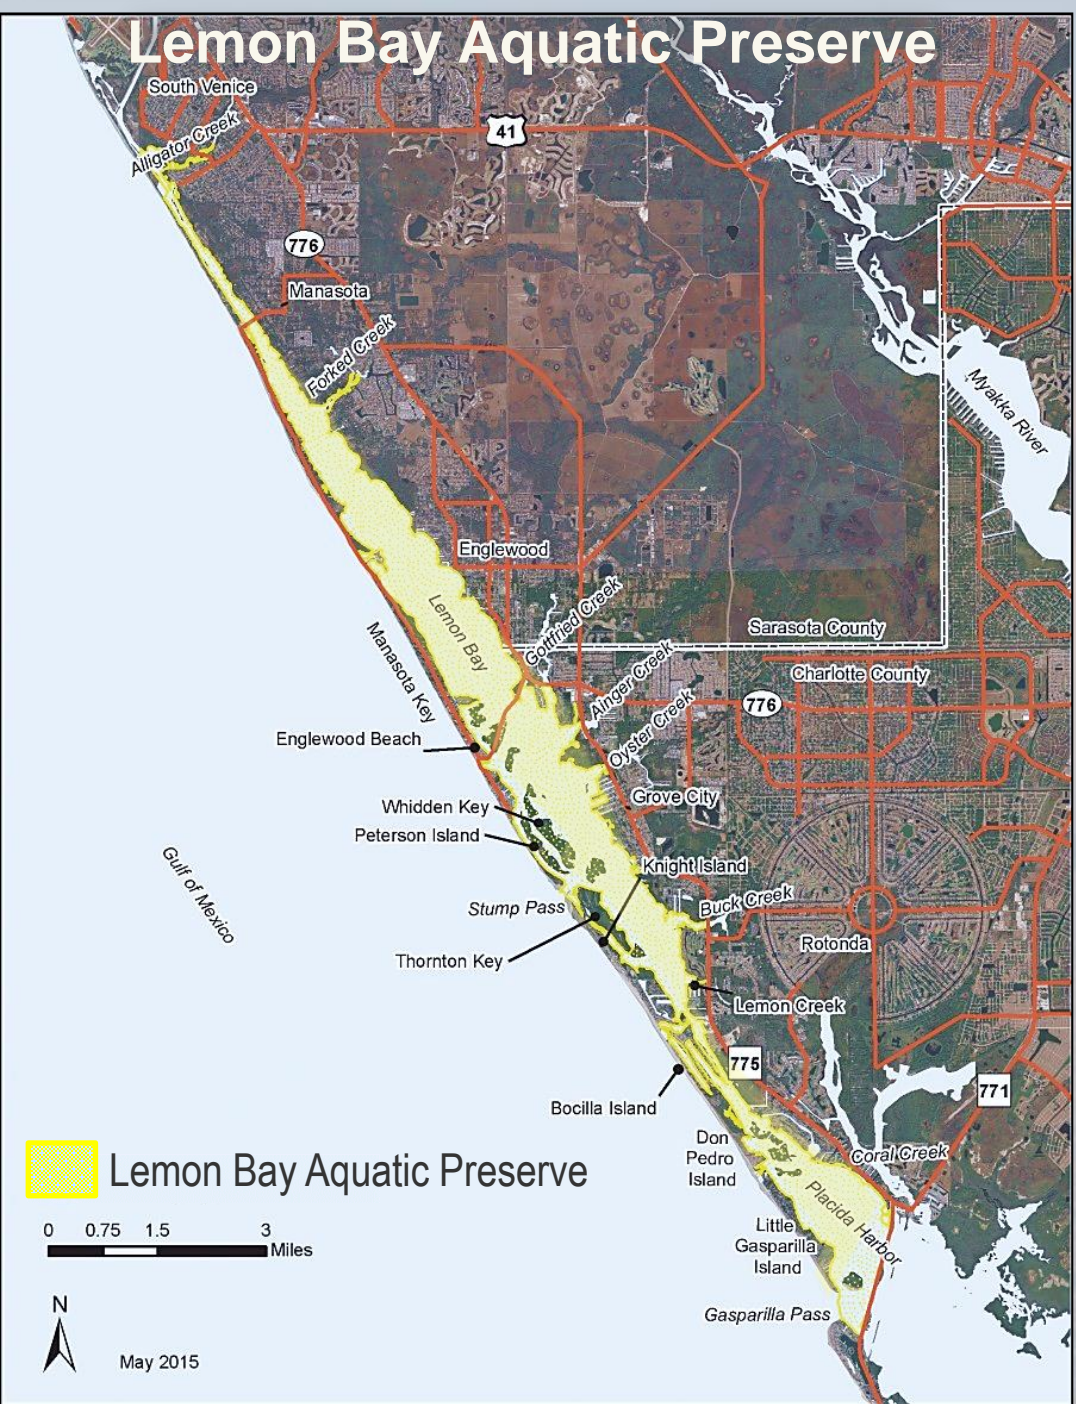 Lemon Bay Aquatic Preserve
South Venice
Alligator Creek
41
776
Manasota
Forked Creek
Myakka River
Englewood
Lemon Bay
Gottfried Creek
Sarasota County
Manasota Key
Ainger Creek
Charlotte County
776
Oyster Creek
Englewood Beach
Grove City
Whidden Key
Peterson Island
Gulf of Mexico
Knight Island
Buck Creek
Stump Pass
Rotonda
Thornton Key
Lemon Creek
775
771
Bocilla Island
Don
Pedro
Island
Coral Creek
Lemon Bay Aquatic Preserve
Placida Harbor
Little
Gasparilla
Island
0 0.75 1.5 3
Miles
Gasparilla Pass
N
May 2015